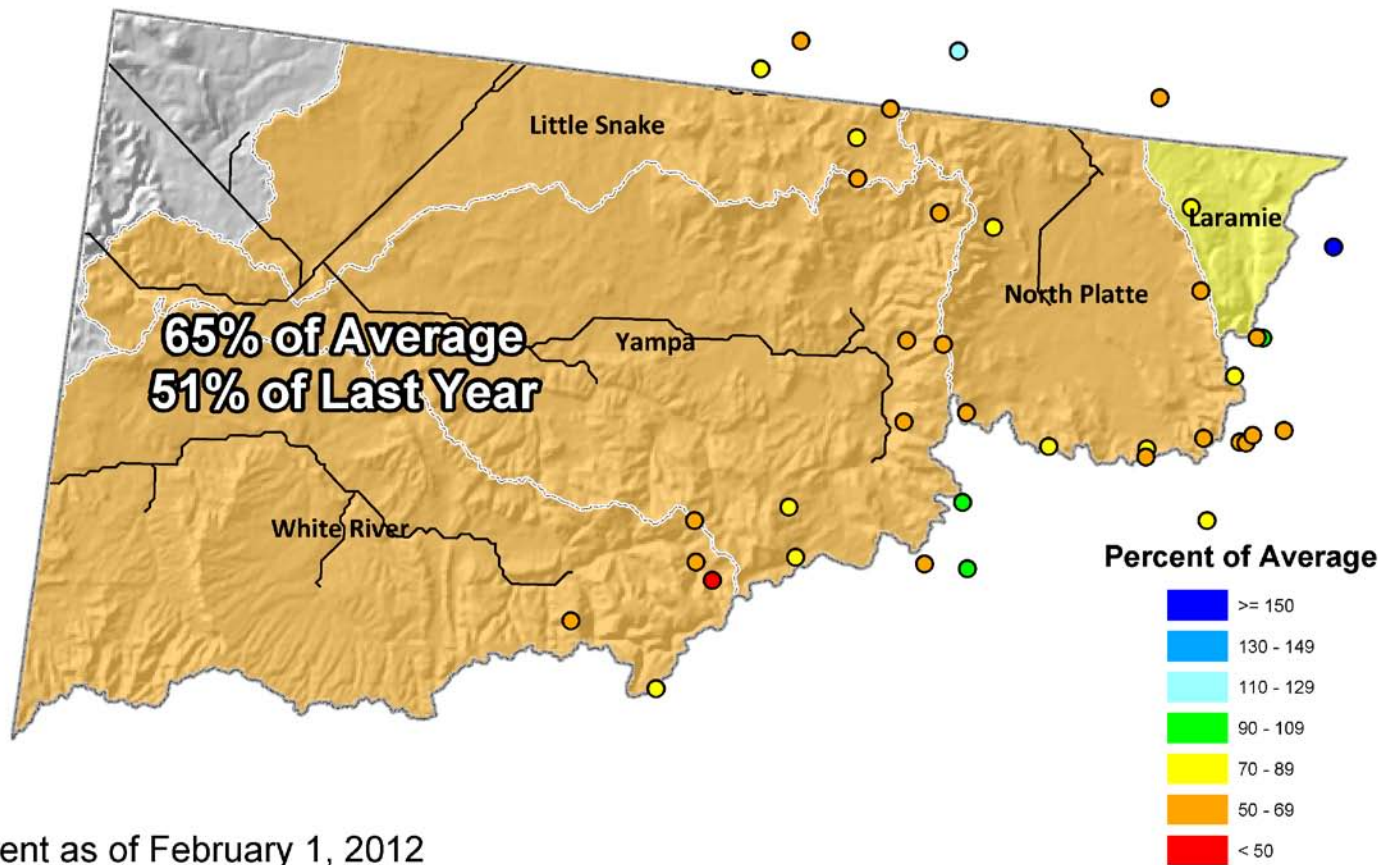 Little Snake
Laramie
North Platte
65% of Average
51% of Last Year
Yampa
White River
Percent of Average
>= 150
130 - 149
110 - 129
90 - 109
70 - 89
50 - 69
< 50
ent as of February 1, 2012